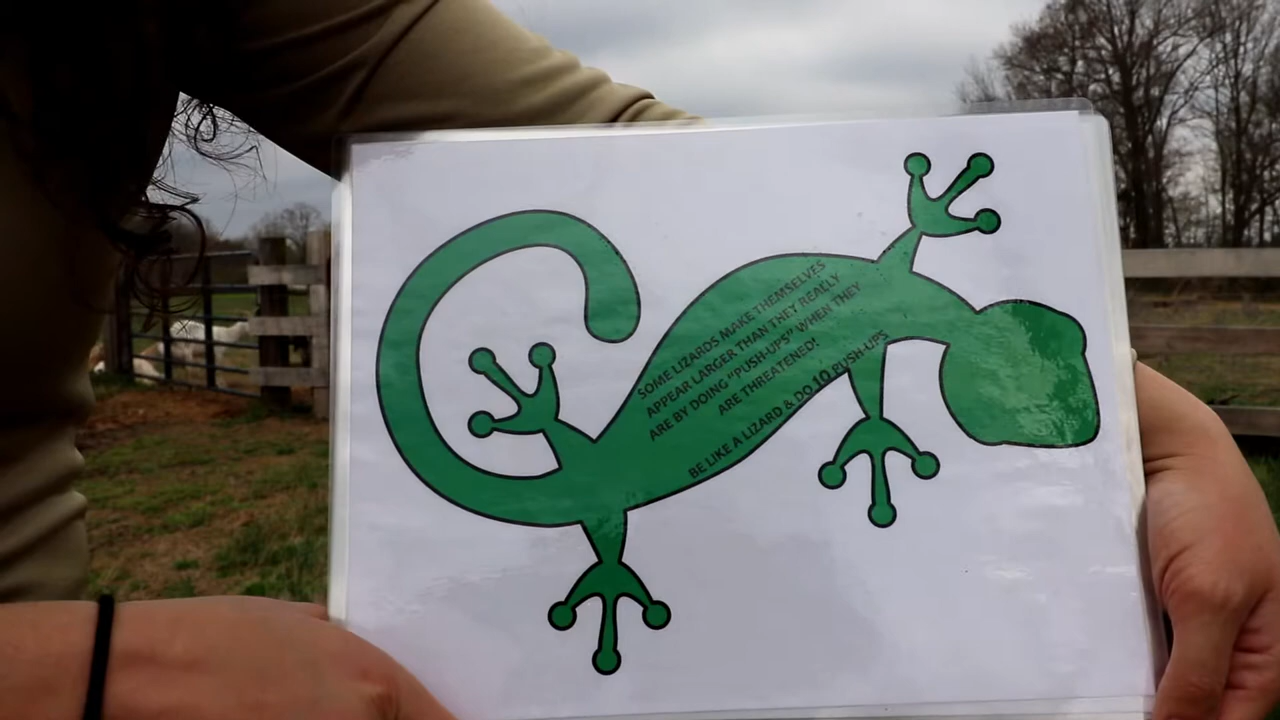 SOME LIZARDS MAKE THEMSELVES
APPEAR LARGER THAN THEY REALLY
ARE BY DOING "PUSH-UPS" WHEN THEY
ARE THREATENED!
BE LIKE A LIZARD & DO 10 PUSH-UPS